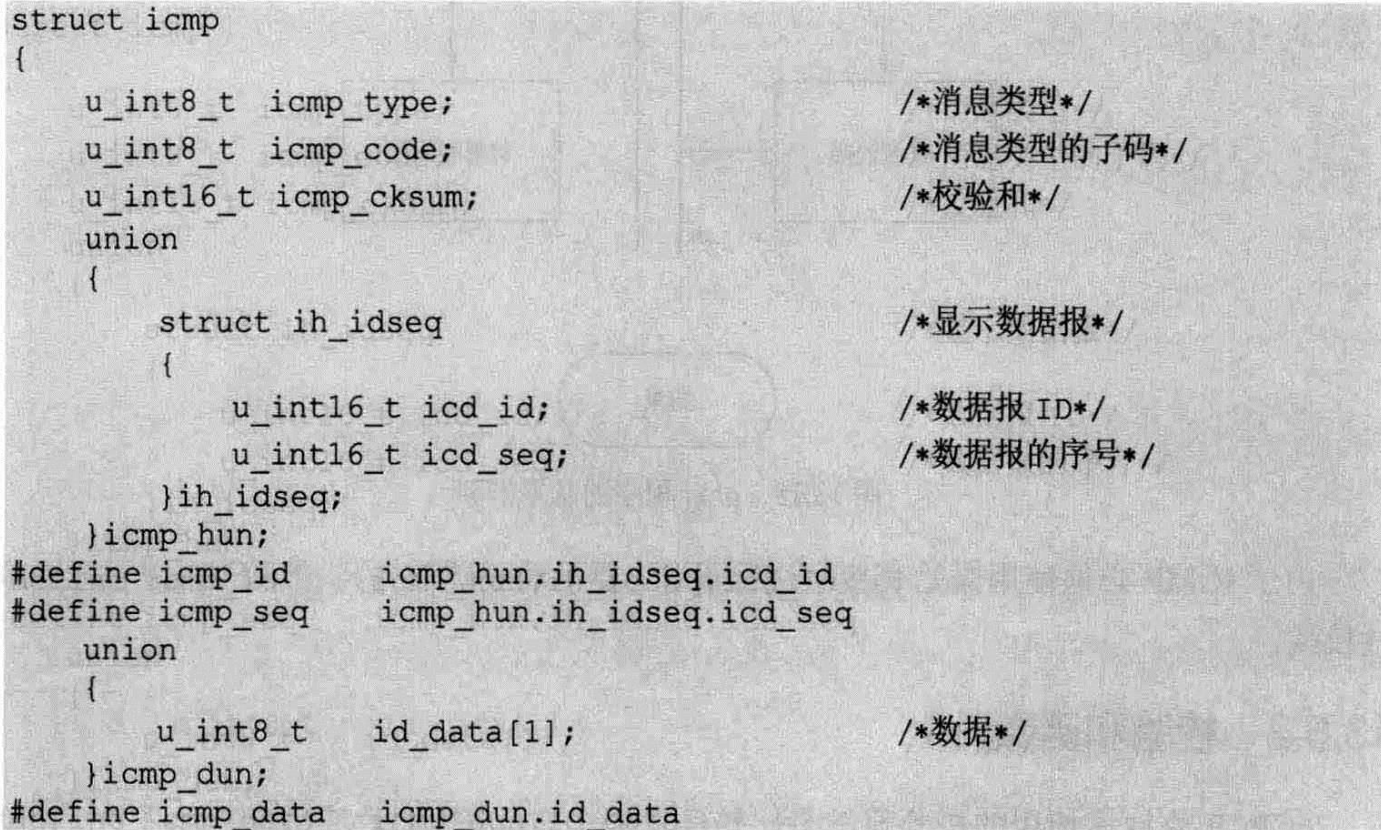 struct icmp
{
    u_int8_t  icmp_type;                    /*消息类型*/
    u_int8_t  icmp_code;                    /*消息类型的子码*/
    u_int16_t icmp_cksum;                   /*校验和*/
    union
    {
        struct ih_idseq                     /*显示数据报*/
        {
            u_int16_t icd_id;               /*数据报 ID*/
            u_int16_t icd_seq;              /*数据报的序号*/
        }ih_idseq;
    }icmp_hun;
#define icmp_id     icmp_hun.ih_idseq.icd_id
#define icmp_seq    icmp_hun.ih_idseq.icd_seq
    union
    {
        u_int8_t    id_data[1];             /*数据*/
    }icmp_dun;
#define icmp_data   icmp_dun.id_data